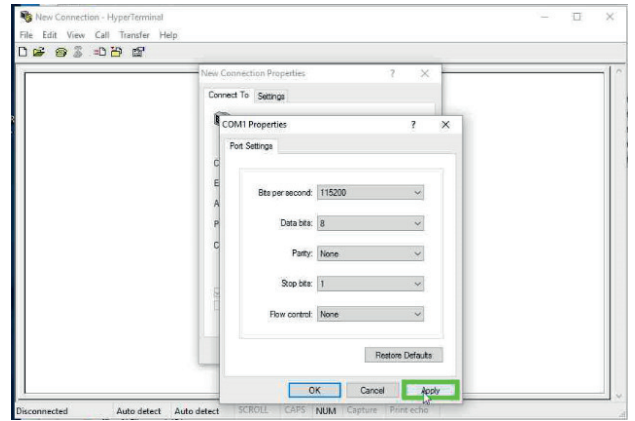 New Connection - HyperTerminal
File Edit View Call Transfer Help
New Connection Properties ? ×
Connect To Settings
COM1 Properties ? ×
Port Settings
C
E
Bits per second: 115200
A
P
Data bits: 8
C
Parity: None
Stop bits: 1
Flow control: None
Restore Defaults
OK Cancel Apply
Disconnected Auto detect Auto detect SCROLL CAPS NUM Capture Print echo